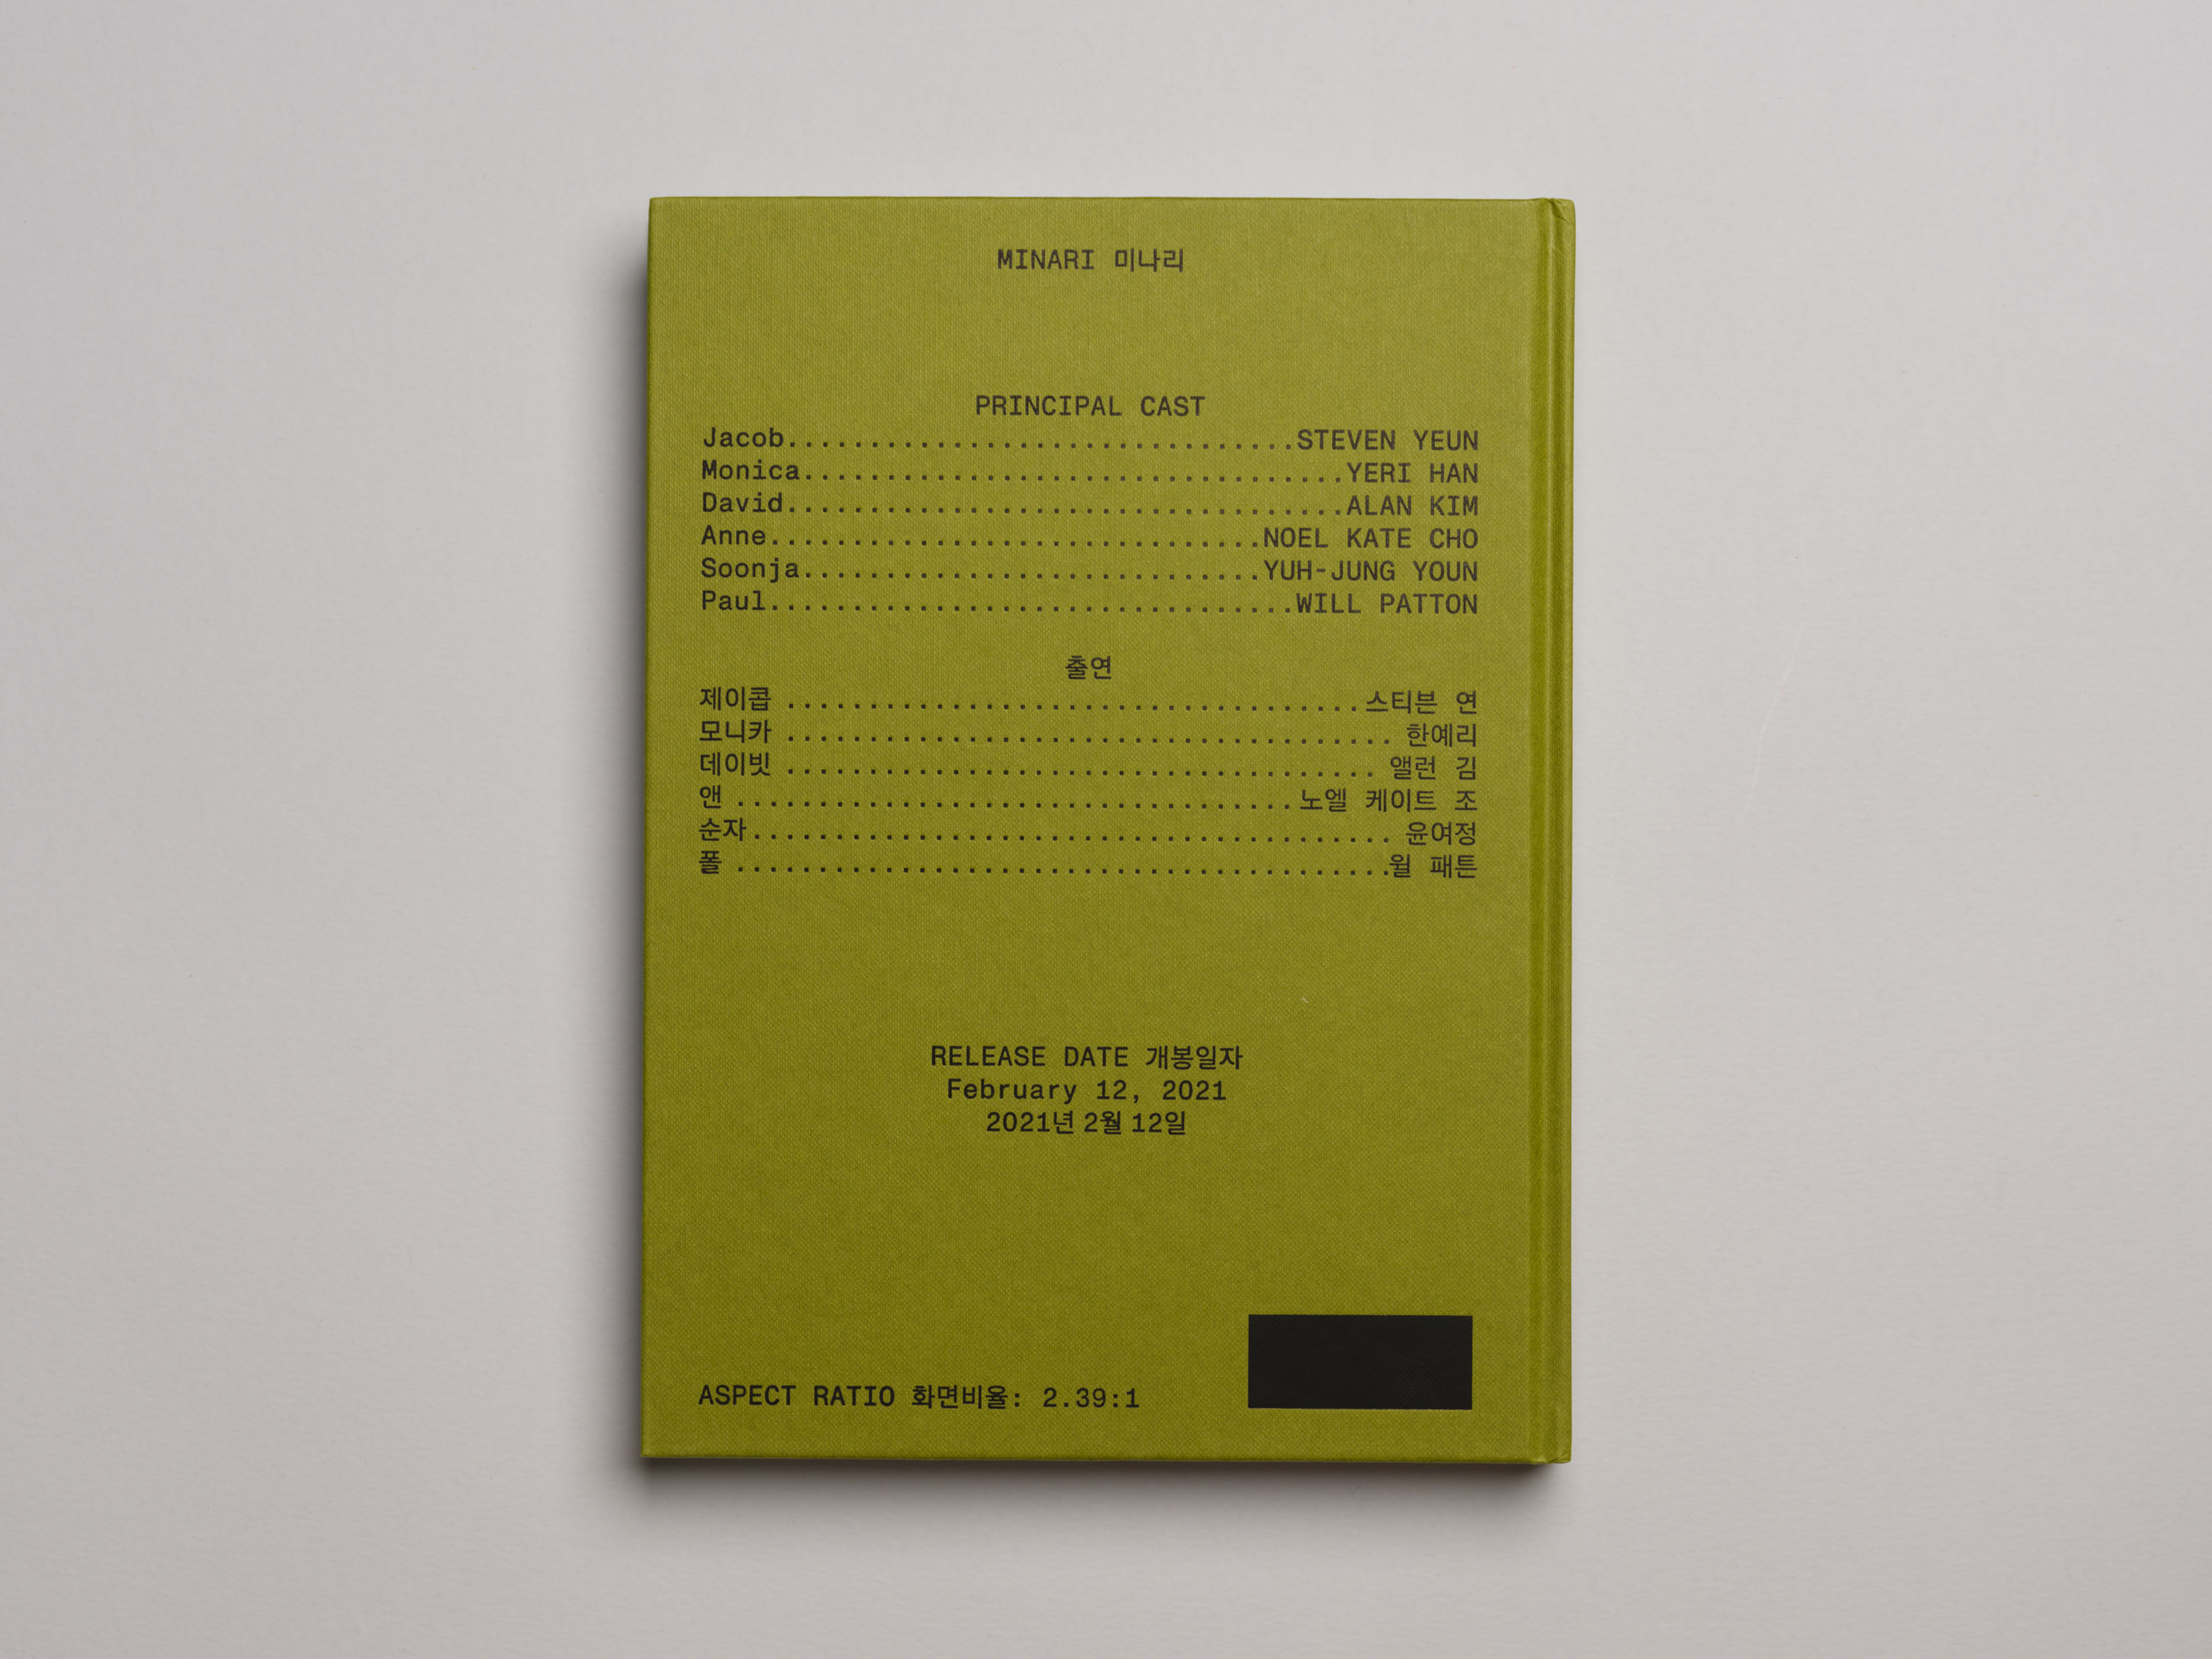 MINARI 미나리
PRINCIPAL CAST
Jacob...............................STEVEN YEUN
Monica.................................YERI HAN
David..................................ALAN KIM
Anne..............................NOEL KATE CHO
Soonja............................YUH-JUNG YOUN
Paul................................WILL PATTON
출연
제이콥 ...................................스티븐 연
모니카 ..................................... 한예리
데이빗 .................................... 앨런 김
앤 ..................................노엘 케이트 조
순자....................................... 윤여정
폴 ........................................윌 패튼
RELEASE DATE 개봉일자
February 12, 2021
2021년 2월 12일
ASPECT RATIO 화면비율: 2.39:1